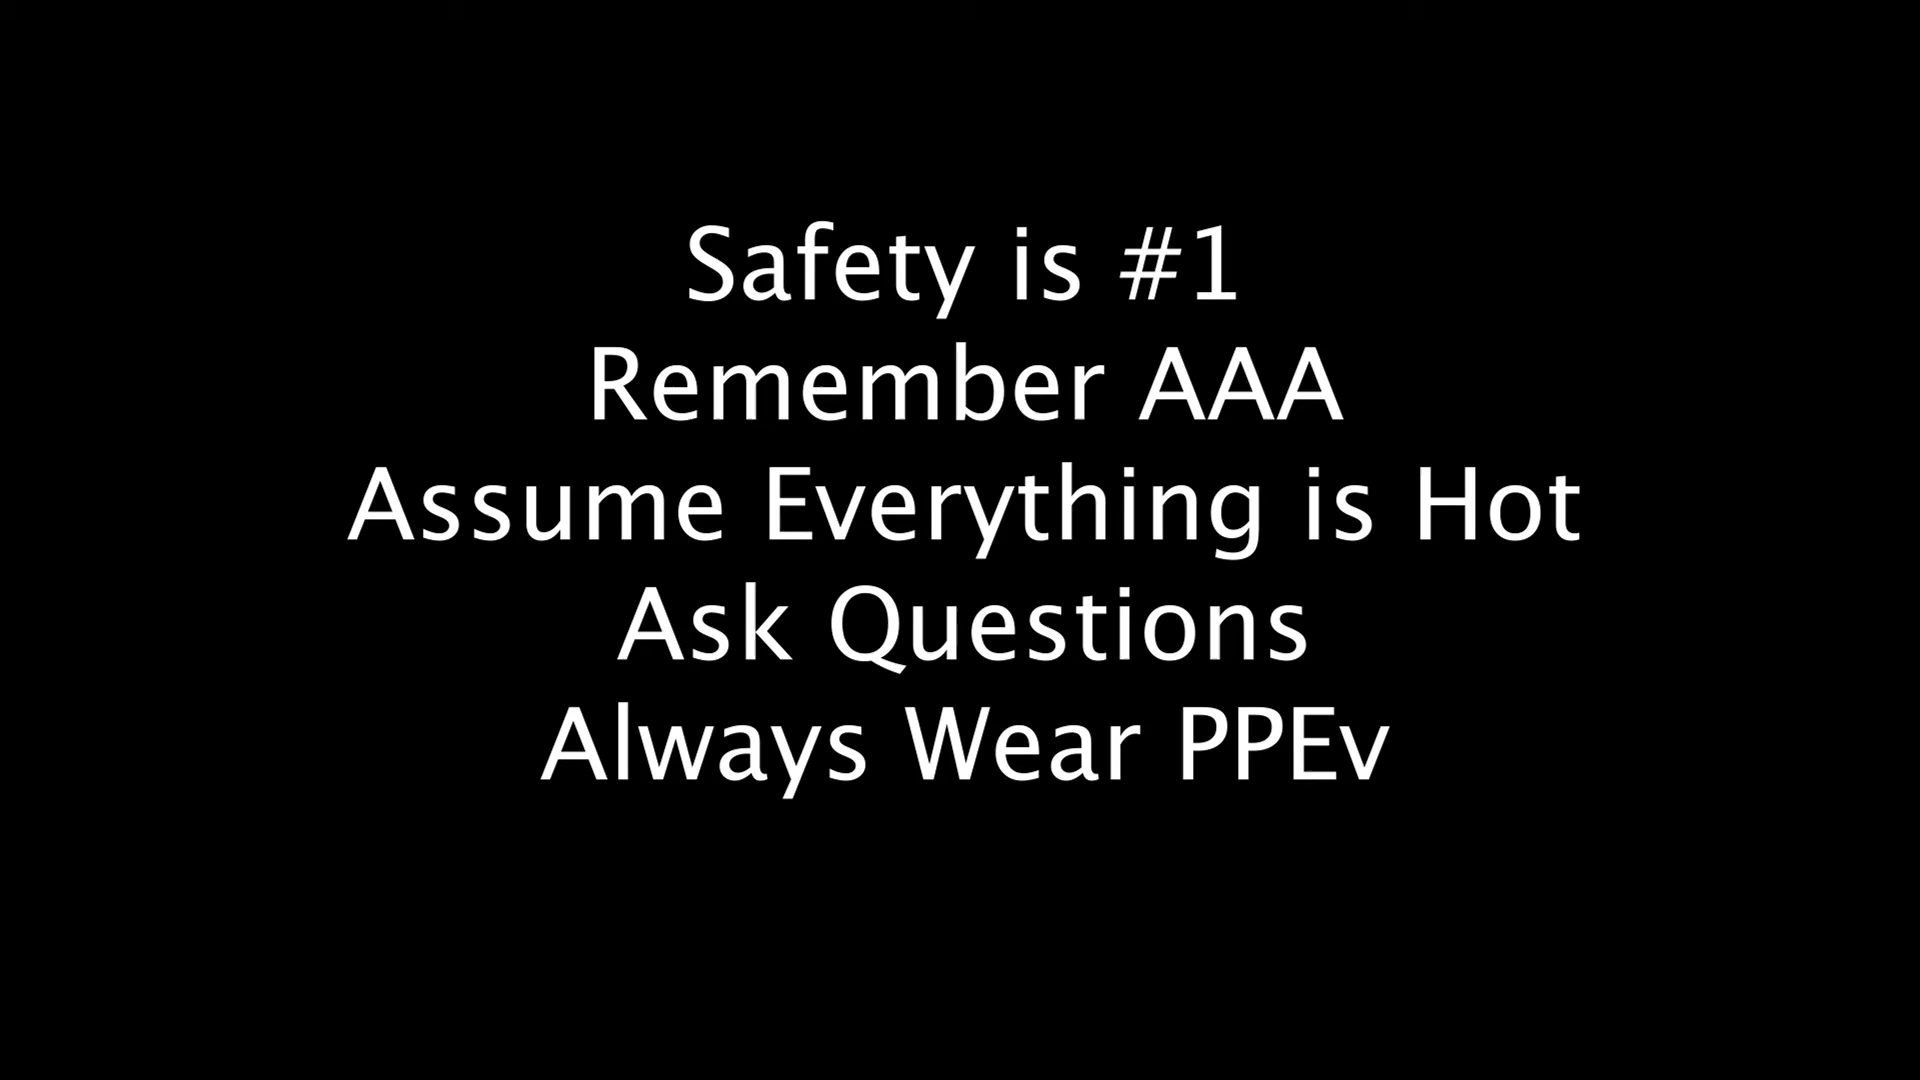 Safety is #1
Remember AAA
Assume Everything is Hot
Ask Questions
Always Wear PPEv